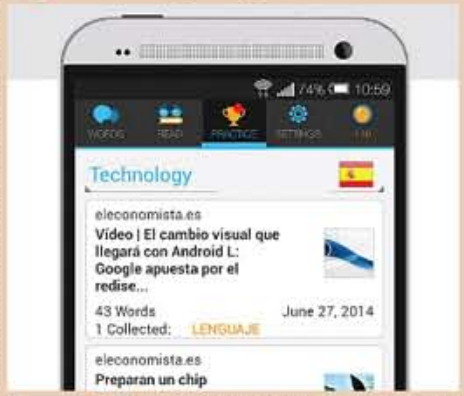 74% 10:59
WORDS READ PRACTICE SETTINGS
Technology
eleconomista.es
Vídeo | El cambio visual que
llegará con Android L:
Google apuesta por el
redise...
43 Words June 27, 2014
1 Collected: LENGUAJE
eleconomista.es
Preparan un chip